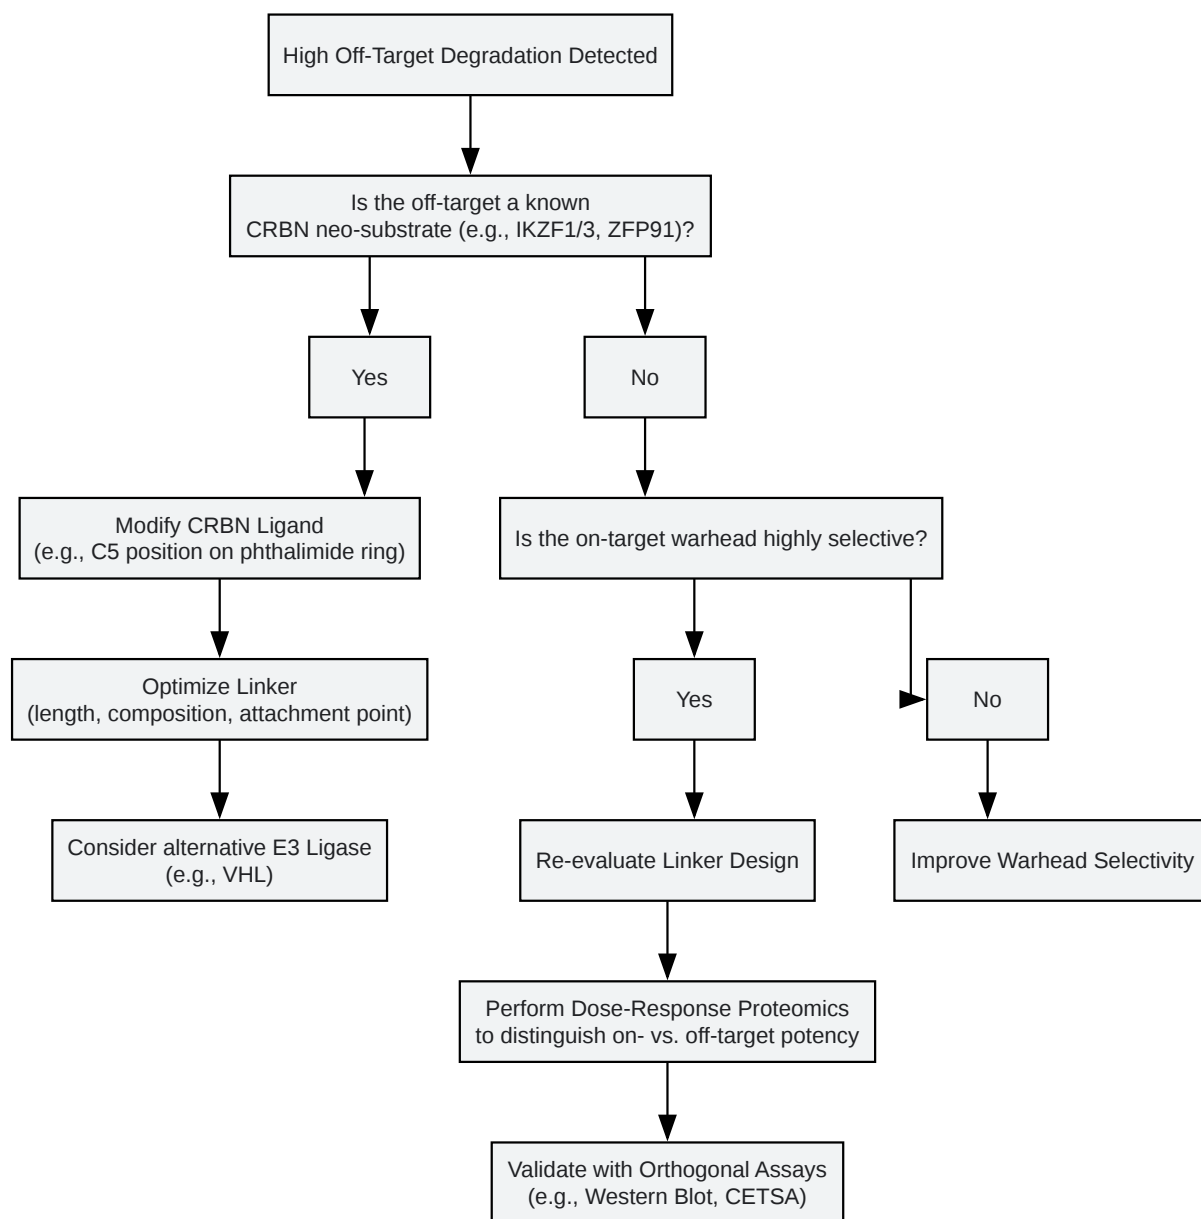 High Off-Target Degradation Detected
Is the off-target a known
CRBN neo-substrate (e.g., IKZF1/3, ZFP91)?
Yes
No
Modify CRBN Ligand
(e.g., C5 position on phthalimide ring)
Is the on-target warhead highly selective?
Optimize Linker
(length, composition, attachment point)
Yes
No
Consider alternative E3 Ligase
(e.g., VHL)
Re-evaluate Linker Design
Improve Warhead Selectivity
Perform Dose-Response Proteomics
to distinguish on- vs. off-target potency
Validate with Orthogonal Assays
(e.g., Western Blot, CETSA)